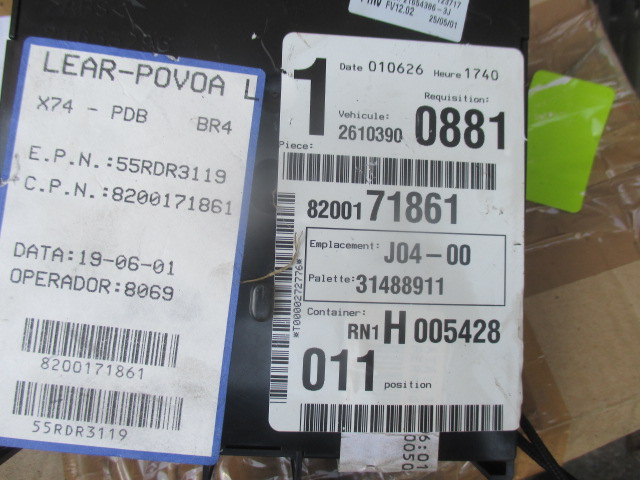 25/05/01
LEAR-POVOA L
X74 - PDB BR4
E.P.N.:55RDR3119
C.P.N.:8200171861
DATA:19-06-01
OPERADOR:8069
8200171861
55RDR3119
1
Date 010626 Heure 1740
Requisition:
Vehicule:
2610390 0881
Piece:
8200171861
Emplacement: J04-00
Palette: 31488911
*T0000272776*
Container:
RN1 H 005428
011 position